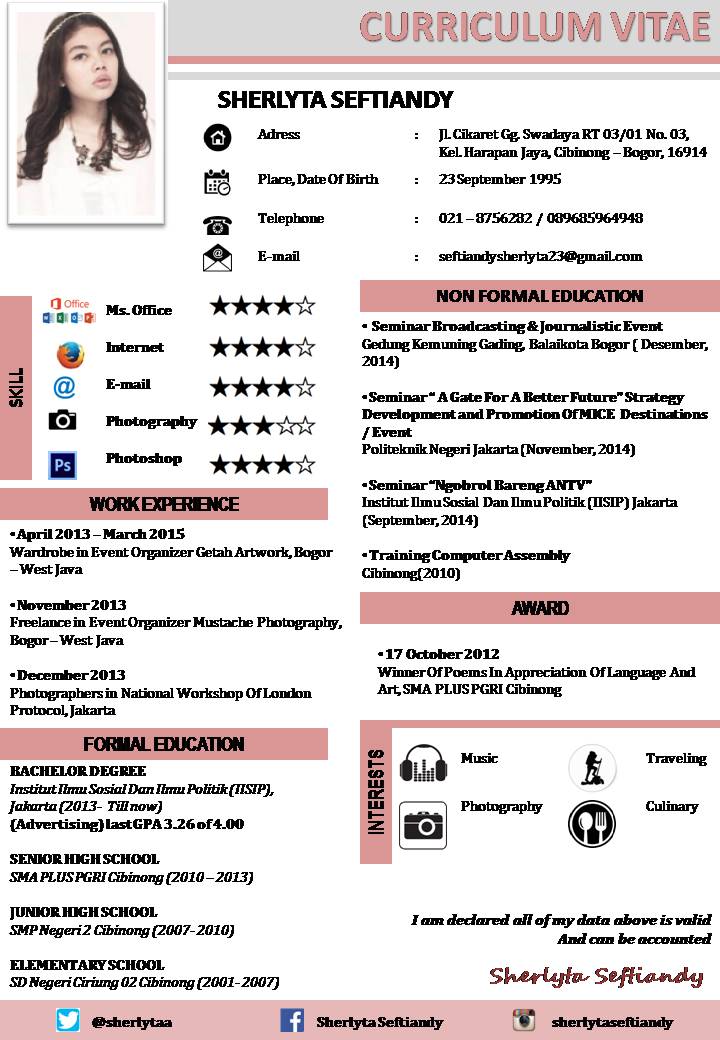 CURRICULUM VITAE
SHERLYTA SEFTIANDY
Adress : Jl. Cikaret Gg. Swadaya RT 03/01 No. 03,
Kel. Harapan Jaya, Cibinong – Bogor, 16914
Place, Date Of Birth : 23 September 1995
Telephone : 021 – 8756282 / 089685964948
E-mail : seftiandysherlyta23@gmail.com
SKILL
Office
Ms. Office
Internet
E-mail
Photography
Ps
Photoshop
WORK EXPERIENCE
• April 2013 – March 2015
Wardrobe in Event Organizer Getah Artwork, Bogor
– West Java
• November 2013
Freelance in Event Organizer Mustache Photography,
Bogor – West Java
• December 2013
Photographers in National Workshop Of London
Protocol, Jakarta
FORMAL EDUCATION
BACHELOR DEGREE
Institut Ilmu Sosial Dan Ilmu Politik (IISIP),
Jakarta (2013- Till now)
(Advertising) last GPA 3.26 of 4.00
SENIOR HIGH SCHOOL
SMA PLUS PGRI Cibinong (2010 – 2013)
JUNIOR HIGH SCHOOL
SMP Negeri 2 Cibinong (2007- 2010)
ELEMENTARY SCHOOL
SD Negeri Ciriung 02 Cibinong (2001- 2007)
NON FORMAL EDUCATION
• Seminar Broadcasting & Journalistic Event
Gedung Kemuning Gading, Balaikota Bogor ( Desember,
2014)
• Seminar “ A Gate For A Better Future” Strategy
Development and Promotion Of MICE Destinations
/ Event
Politeknik Negeri Jakarta (November, 2014)
• Seminar “Ngobrol Bareng ANTV”
Institut Ilmu Sosial Dan Ilmu Politik (IISIP) Jakarta
(September, 2014)
• Training Computer Assembly
Cibinong(2010)
AWARD
• 17 October 2012
Winner Of Poems In Appreciation Of Language And
Art, SMA PLUS PGRI Cibinong
INTERESTS
Music
Traveling
Photography
Culinary
I am declared all of my data above is valid
And can be accounted
Sherlyta Seftiandy
@sherlytaa
Sherlyta Seftiandy
sherlytaseftiandy